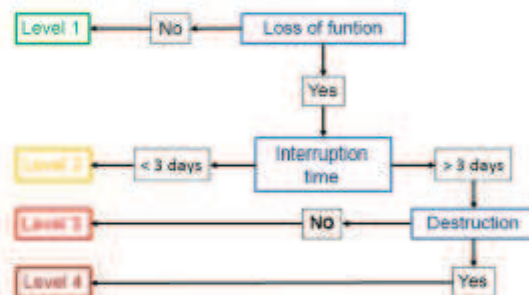 Level 1
No
Loss of funtion
Yes
Level 2
< 3 days
Interruption
time
> 3 days
Level 3
No
Destruction
Level 4
Yes